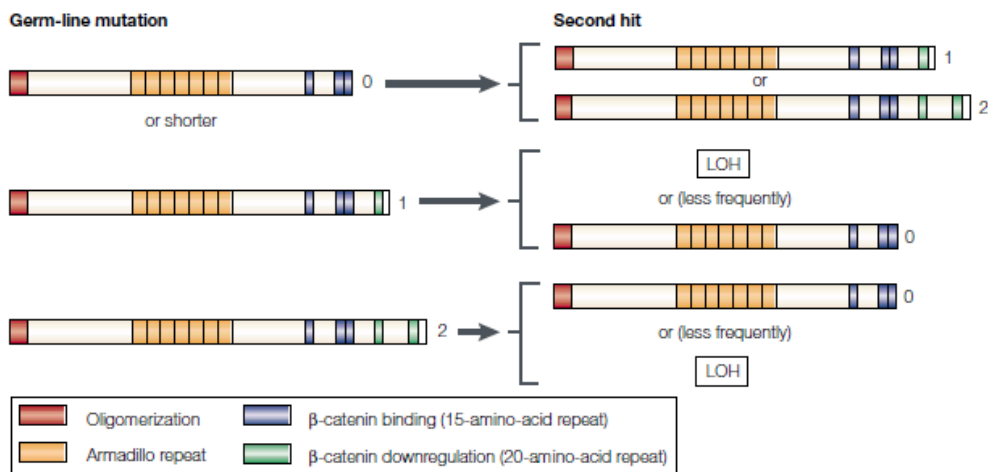 Germ-line mutation
Second hit
0
or shorter
1
or
2
1
LOH
or (less frequently)
0
2
0
or (less frequently)
LOH
Oligomerization
β-catenin binding (15-amino-acid repeat)
Armadillo repeat
β-catenin downregulation (20-amino-acid repeat)